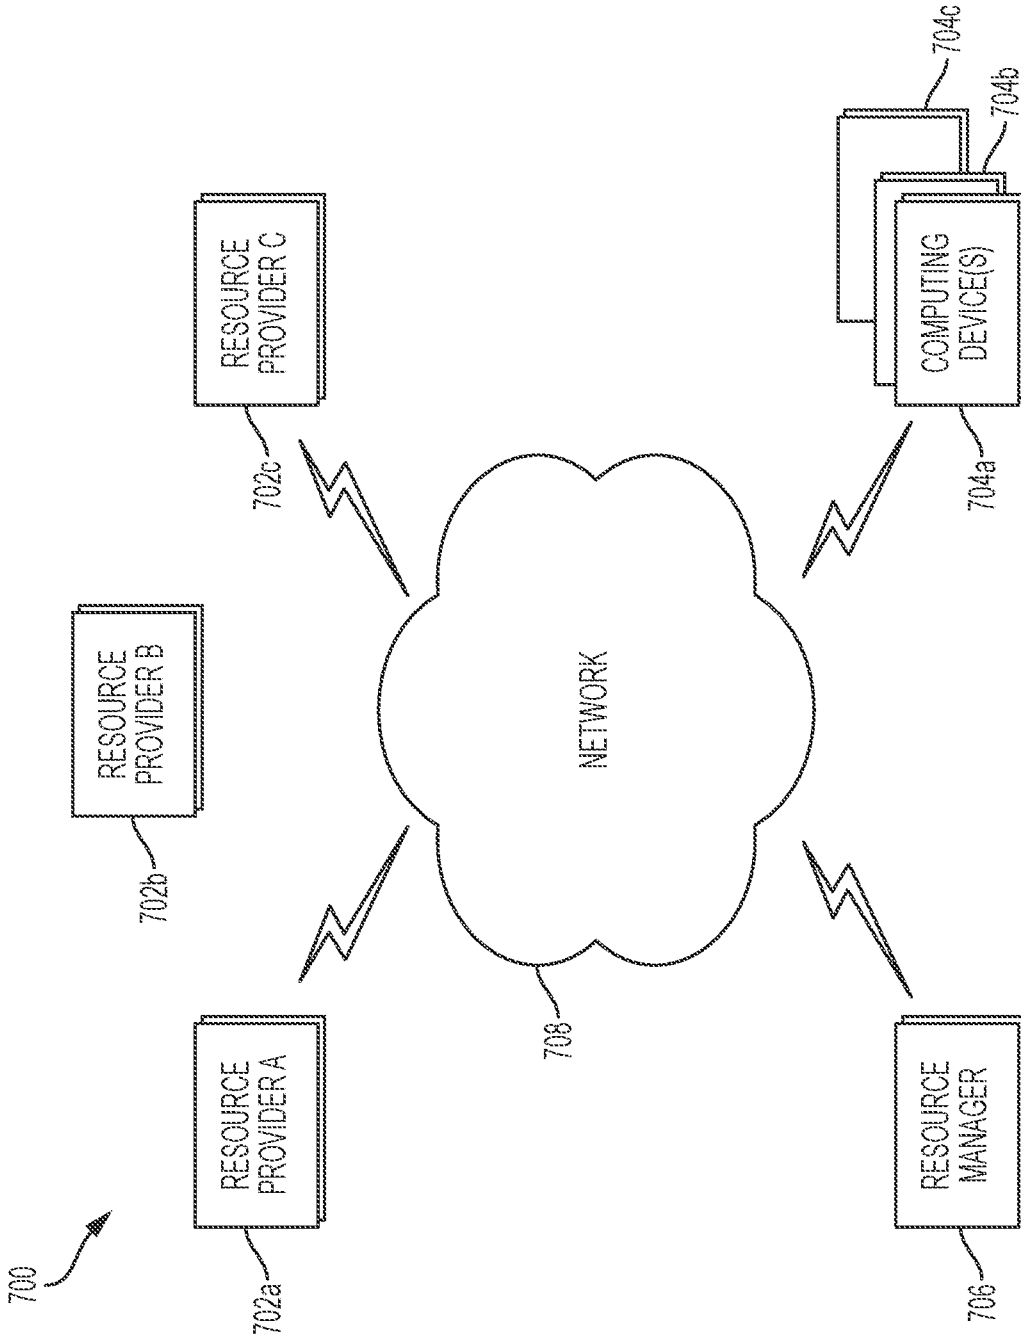 700
RESOURCE
PROVIDER B
702b
RESOURCE
PROVIDER A
702a
RESOURCE
PROVIDER C
702c
NETWORK
708
RESOURCE
MANAGER
706
COMPUTING
DEVICE(S)
704a
704b
704c